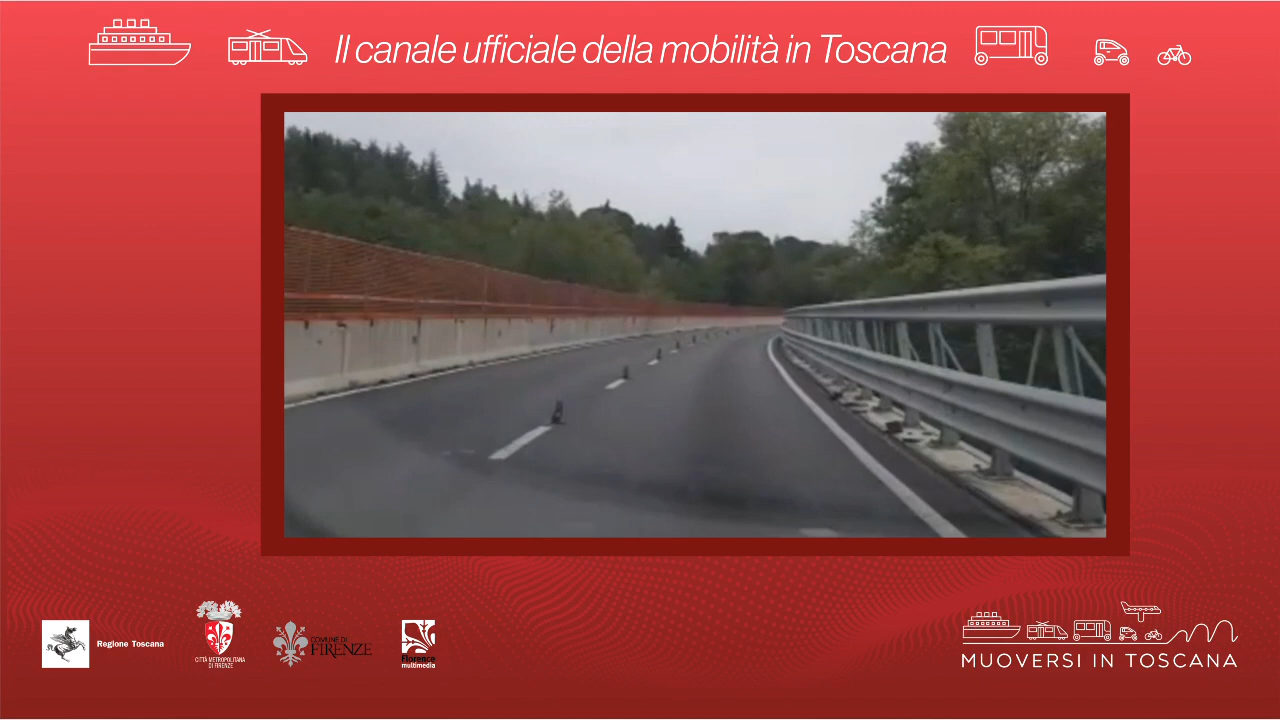 Il canale ufficiale della mobilità in Toscana
Regione Toscana
CITTÀ METROPOLITANA
DI FIRENZE
COMUNE DI
FIRENZE
Florence
multimedia
MUOVERSI IN TOSCANA